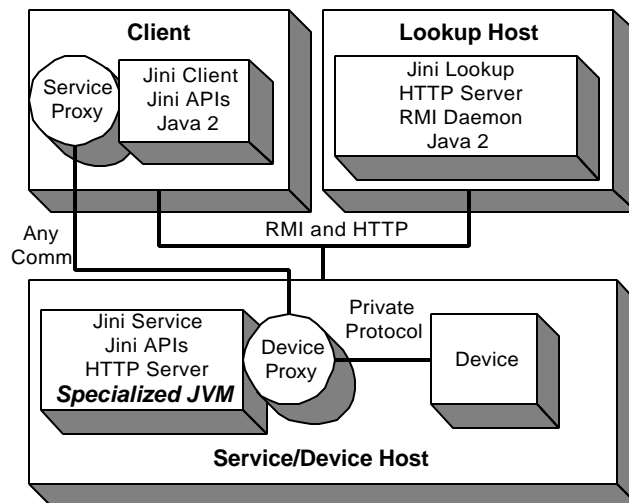 Client
Service
Proxy
Jini Client
Jini APIs
Java 2
Lookup Host
Jini Lookup
HTTP Server
RMI Daemon
Java 2
Any
Comm
RMI and HTTP
Jini Service
Jini APIs
HTTP Server
Specialized JVM
Device
Proxy
Private
Protocol
Device
Service/Device Host